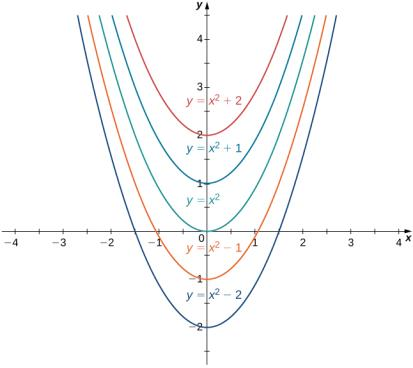 y
4
3
y = x² + 2
2
y = x² + 1
1
y = x²
−4 −3 −2 −1 0 1 2 3 4 x
y = x² − 1
−1
y = x² − 2
−2